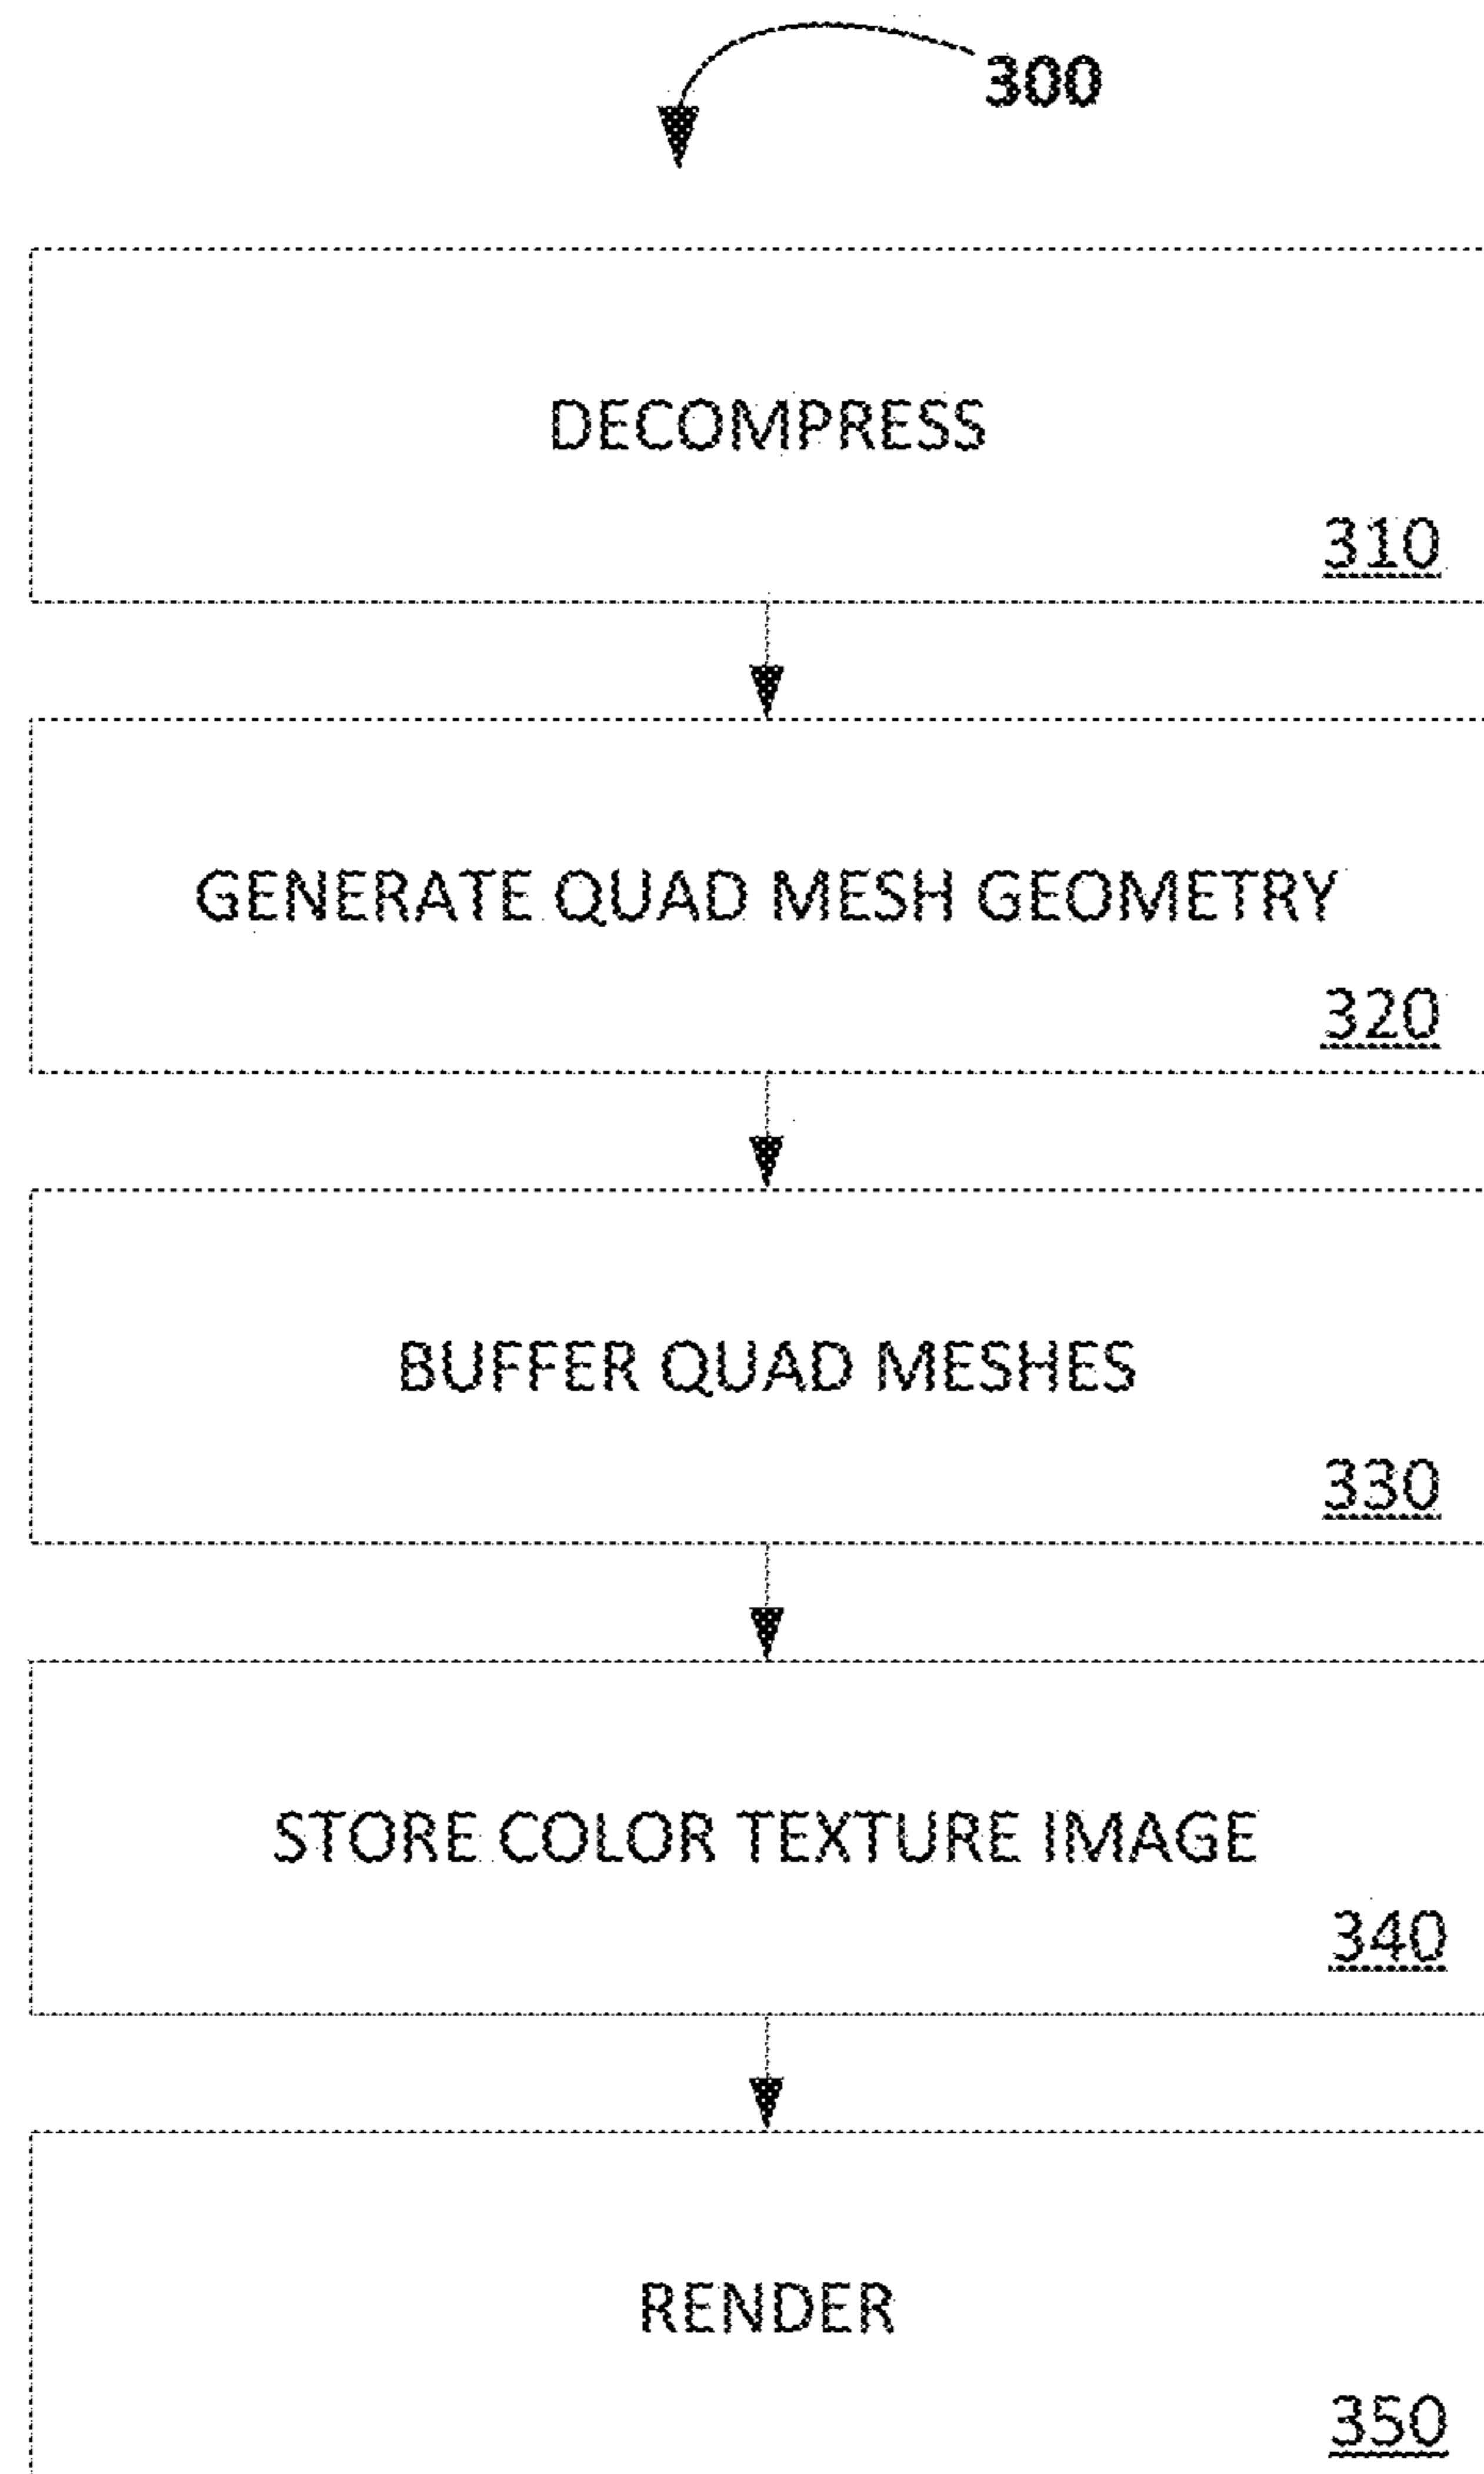 300
DECOMPRESS
310
GENERATE QUAD MESH GEOMETRY
320
BUFFER QUAD MESHES
330
STORE COLOR TEXTURE IMAGE
340
RENDER
350